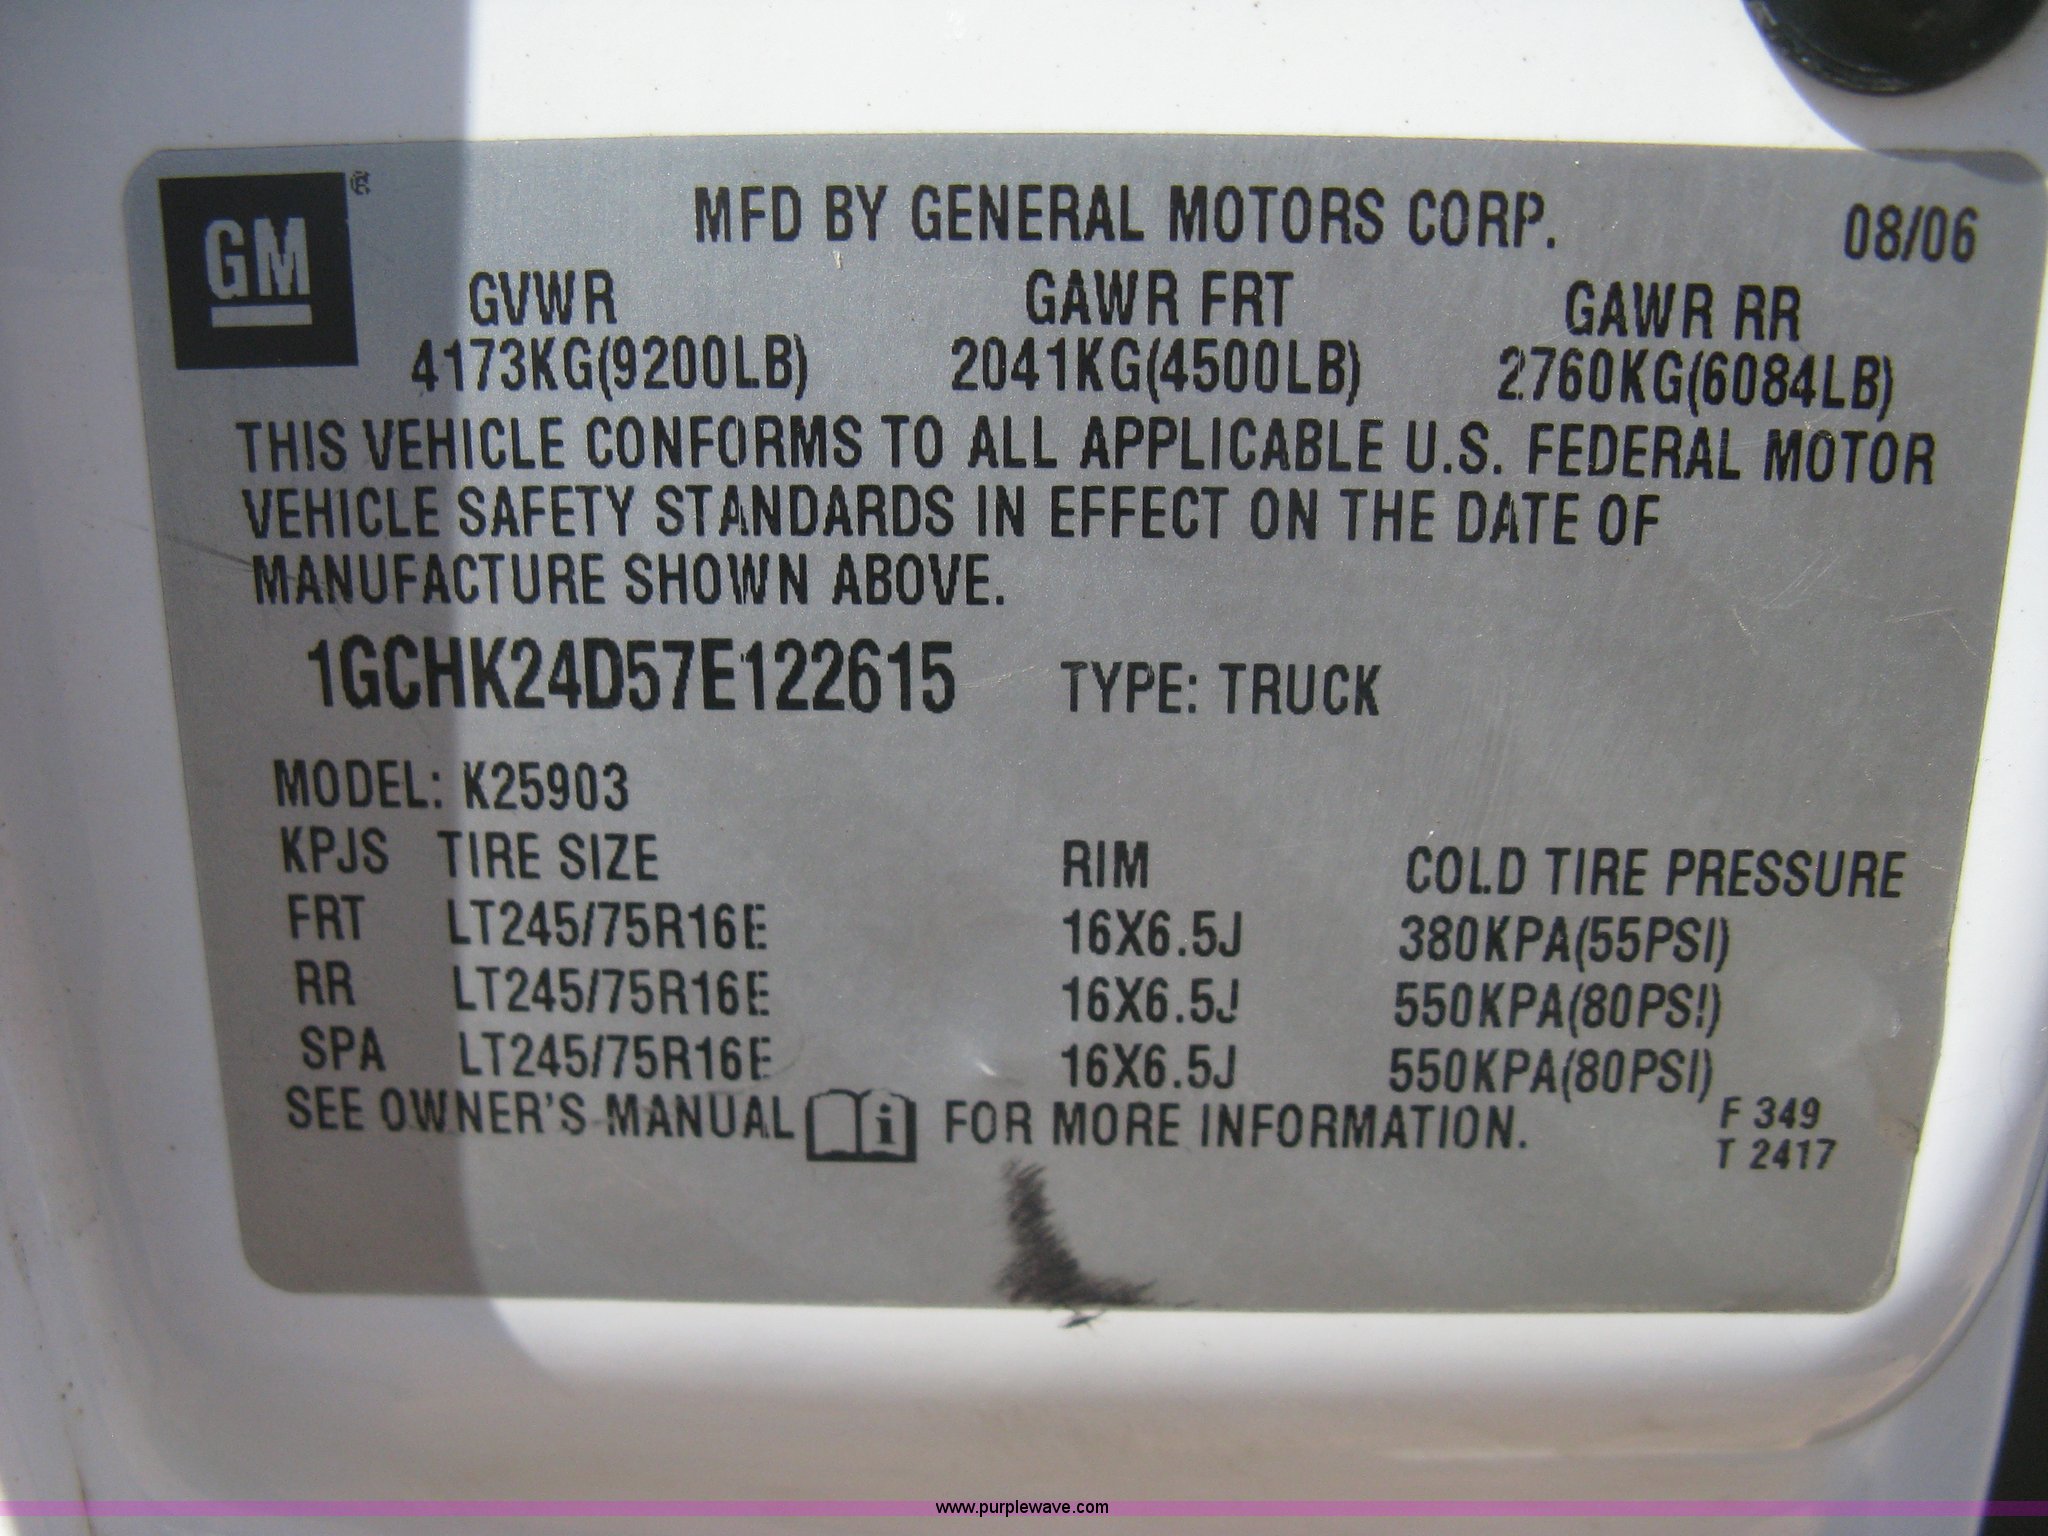 GM ®
MFD BY GENERAL MOTORS CORP. 08/06
GVWR GAWR FRT GAWR RR
4173KG(9200LB) 2041KG(4500LB) 2760KG(6084LB)
THIS VEHICLE CONFORMS TO ALL APPLICABLE U.S. FEDERAL MOTOR
VEHICLE SAFETY STANDARDS IN EFFECT ON THE DATE OF
MANUFACTURE SHOWN ABOVE.
1GCHK24D57E122615 TYPE: TRUCK
MODEL: K25903
KPJS TIRE SIZE RIM COLD TIRE PRESSURE
FRT LT245/75R16E 16X6.5J 380KPA(55PSI)
RR LT245/75R16E 16X6.5J 550KPA(80PSI)
SPA LT245/75R16E 16X6.5J 550KPA(80PSI)
SEE OWNER'S MANUAL i FOR MORE INFORMATION.
F 349
T 2417
www.purplewave.com